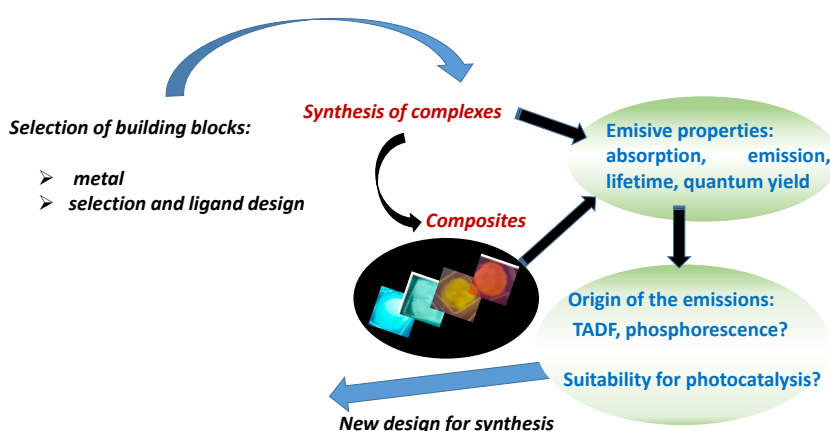 Selection of building blocks:
metal
selection and ligand design
Synthesis of complexes
Composites
Emisive properties:
absorption, emission,
lifetime, quantum yield
Origin of the emissions:
TADF, phosphorescence?
Suitability for photocatalysis?
New design for synthesis